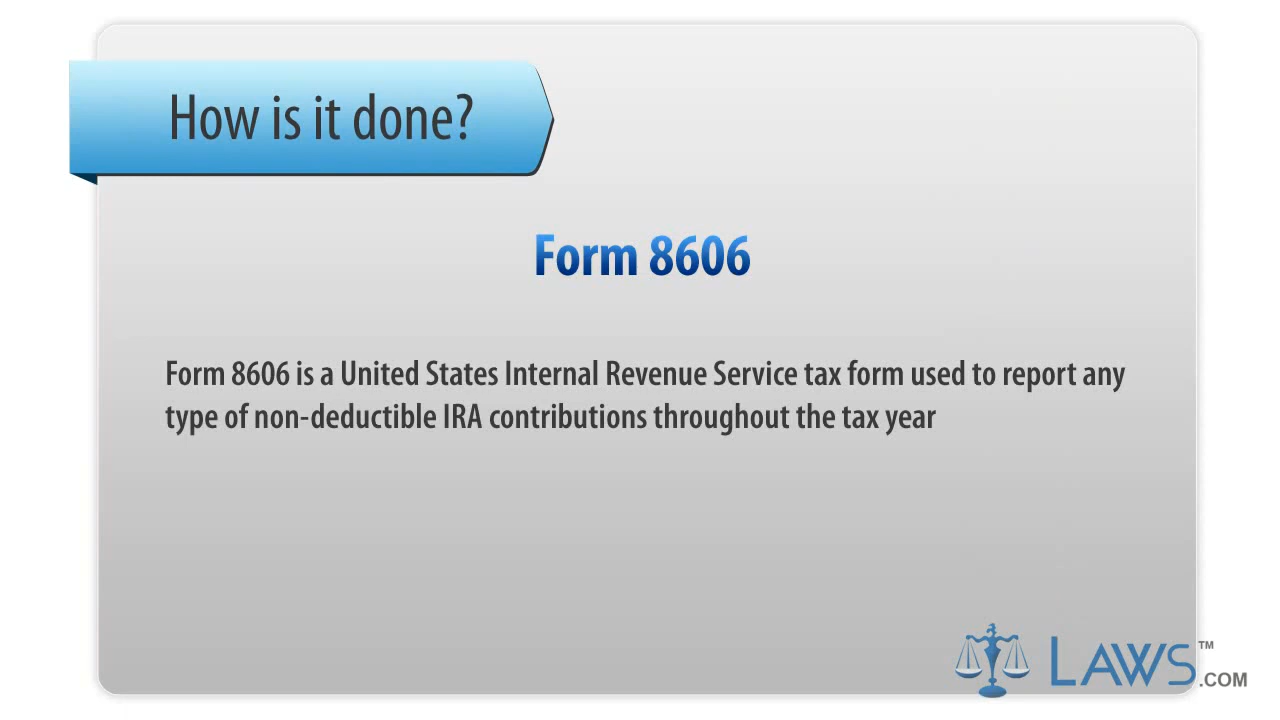 How is it done?
Form 8606
Form 8606 is a United States Internal Revenue Service tax form used to report any
type of non-deductible IRA contributions throughout the tax year
LAWS™
.COM